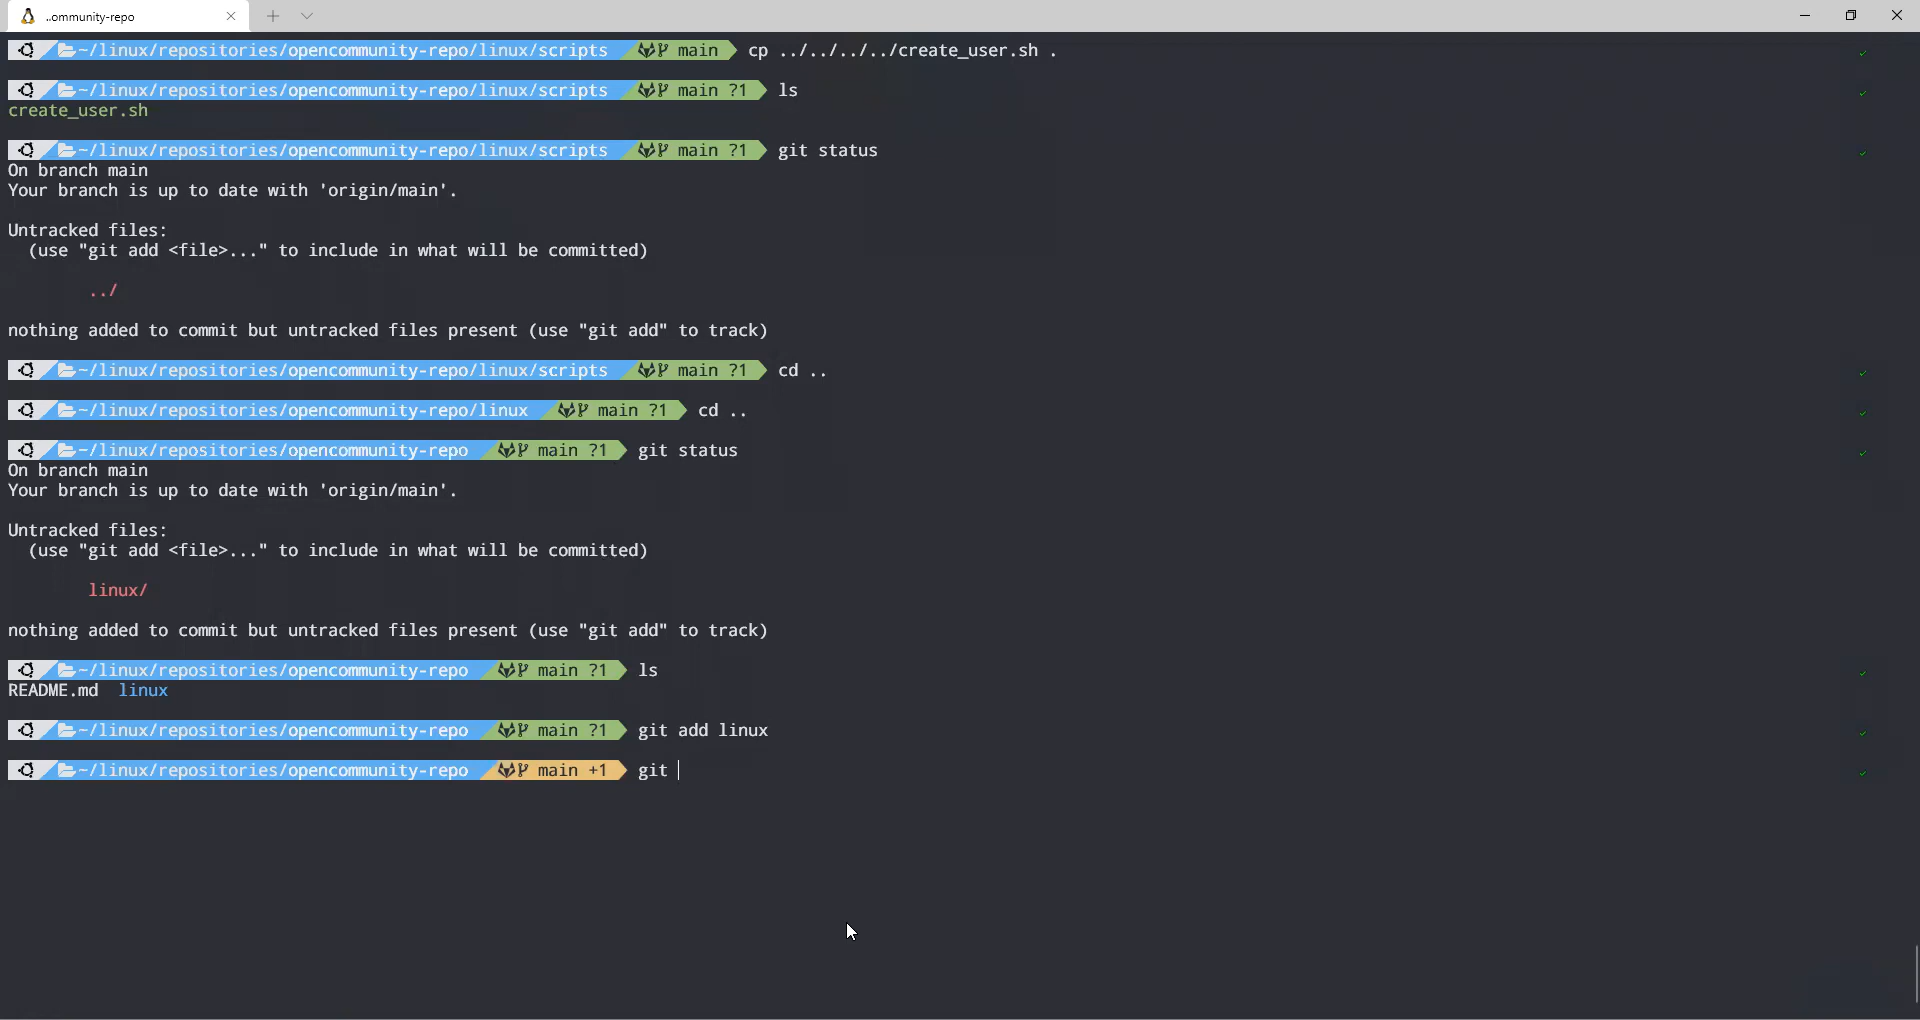 ..ommunity-repo
~/linux/repositories/opencommunity-repo/linux/scripts main cp ../../../../create_user.sh .
~/linux/repositories/opencommunity-repo/linux/scripts main ?1 ls
create_user.sh
~/linux/repositories/opencommunity-repo/linux/scripts main ?1 git status
On branch main
Your branch is up to date with 'origin/main'.
Untracked files:
(use "git add <file>..." to include in what will be committed)
../
nothing added to commit but untracked files present (use "git add" to track)
~/linux/repositories/opencommunity-repo/linux/scripts main ?1 cd ..
~/linux/repositories/opencommunity-repo/linux main ?1 cd ..
~/linux/repositories/opencommunity-repo main ?1 git status
On branch main
Your branch is up to date with 'origin/main'.
Untracked files:
(use "git add <file>..." to include in what will be committed)
linux/
nothing added to commit but untracked files present (use "git add" to track)
~/linux/repositories/opencommunity-repo main ?1 ls
README.md linux
~/linux/repositories/opencommunity-repo main ?1 git add linux
~/linux/repositories/opencommunity-repo main +1 git